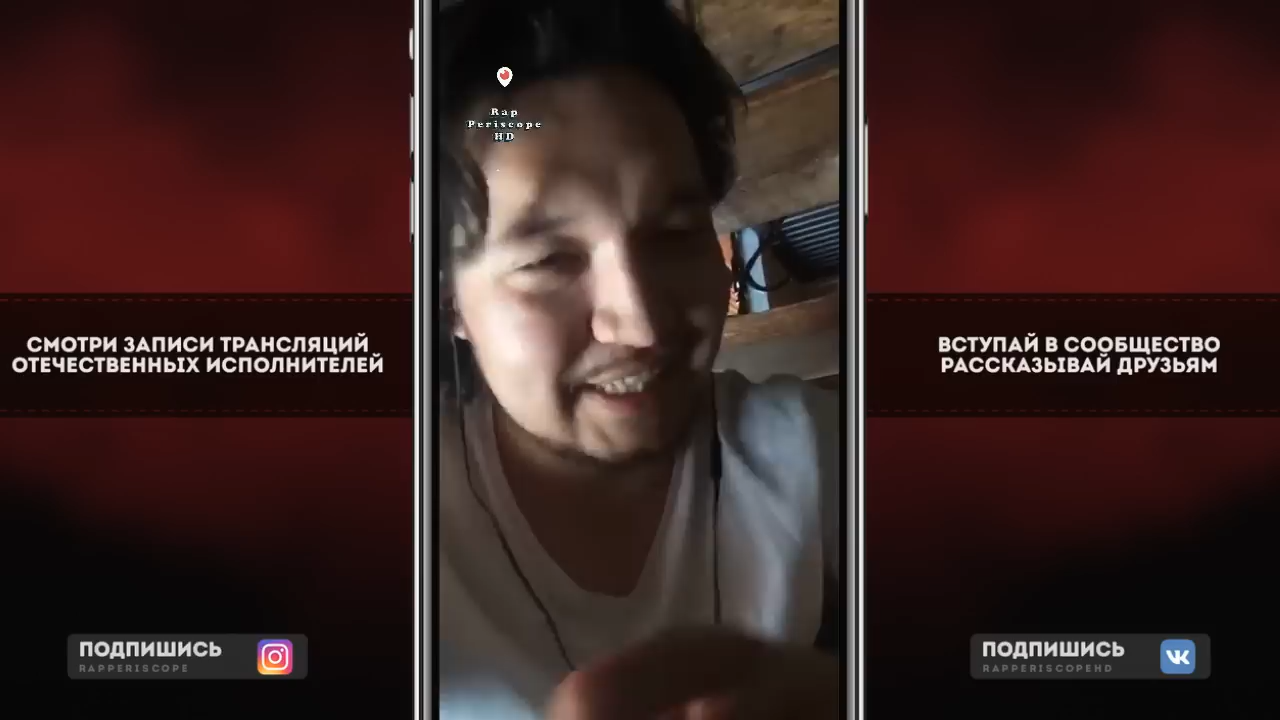 Rap
Periscope
HD
СМОТРИ ЗАПИСИ ТРАНСЛЯЦИЙ
ОТЕЧЕСТВЕННЫХ ИСПОЛНИТЕЛЕЙ
ВСТУПАЙ В СООБЩЕСТВО
РАССКАЗЫВАЙ ДРУЗЬЯМ
ПОДПИШИСЬ
RAPPERISCOPE
ПОДПИШИСЬ
RAPPERISCOPEHD